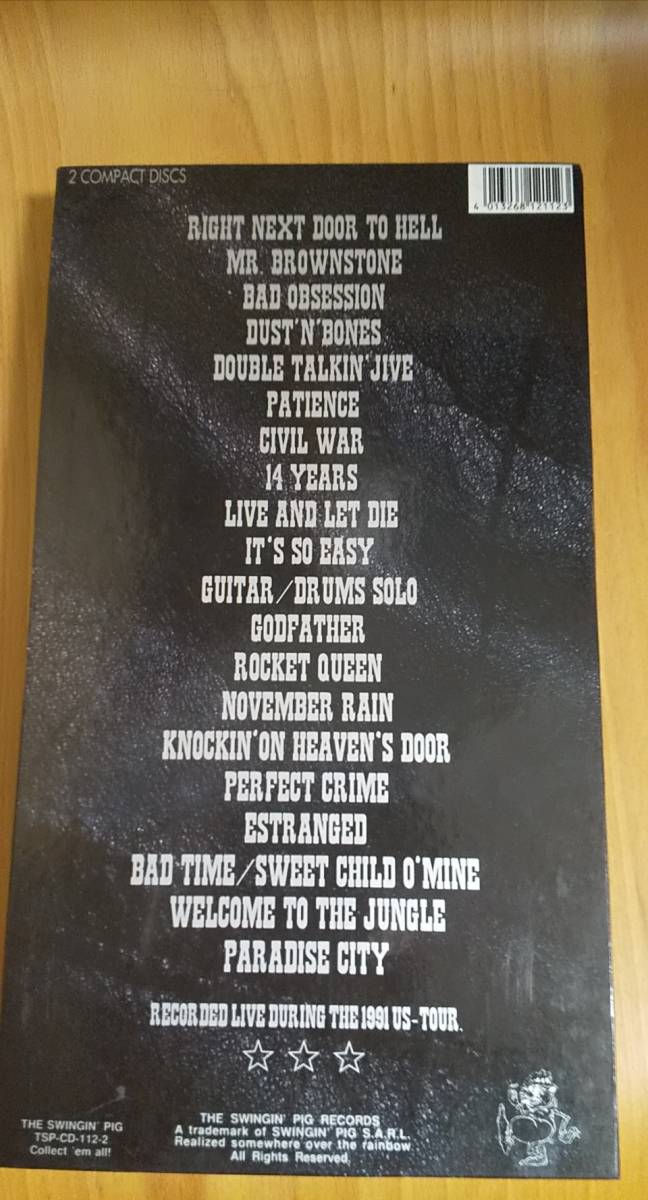 2 COMPACT DISCS
4 013268 121123
RIGHT NEXT DOOR TO HELL
MR. BROWNSTONE
BAD OBSESSION
DUST'N'BONES
DOUBLE TALKIN'JIVE
PATIENCE
CIVIL WAR
14 YEARS
LIVE AND LET DIE
IT'S SO EASY
GUITAR/DRUMS SOLO
GODFATHER
ROCKET QUEEN
NOVEMBER RAIN
KNOCKIN'ON HEAVEN'S DOOR
PERFECT CRIME
ESTRANGED
BAD TIME/SWEET CHILD O'MINE
WELCOME TO THE JUNGLE
PARADISE CITY
RECORDED LIVE DURING THE 1991 US-TOUR.
THE SWINGIN' PIG
TSP-CD-112-2
Collect 'em all!
THE SWINGIN' PIG RECORDS
A trademark of SWINGIN' PIG S.A.R.L.
Realized somewhere over the rainbow.
All Rights Reserved.